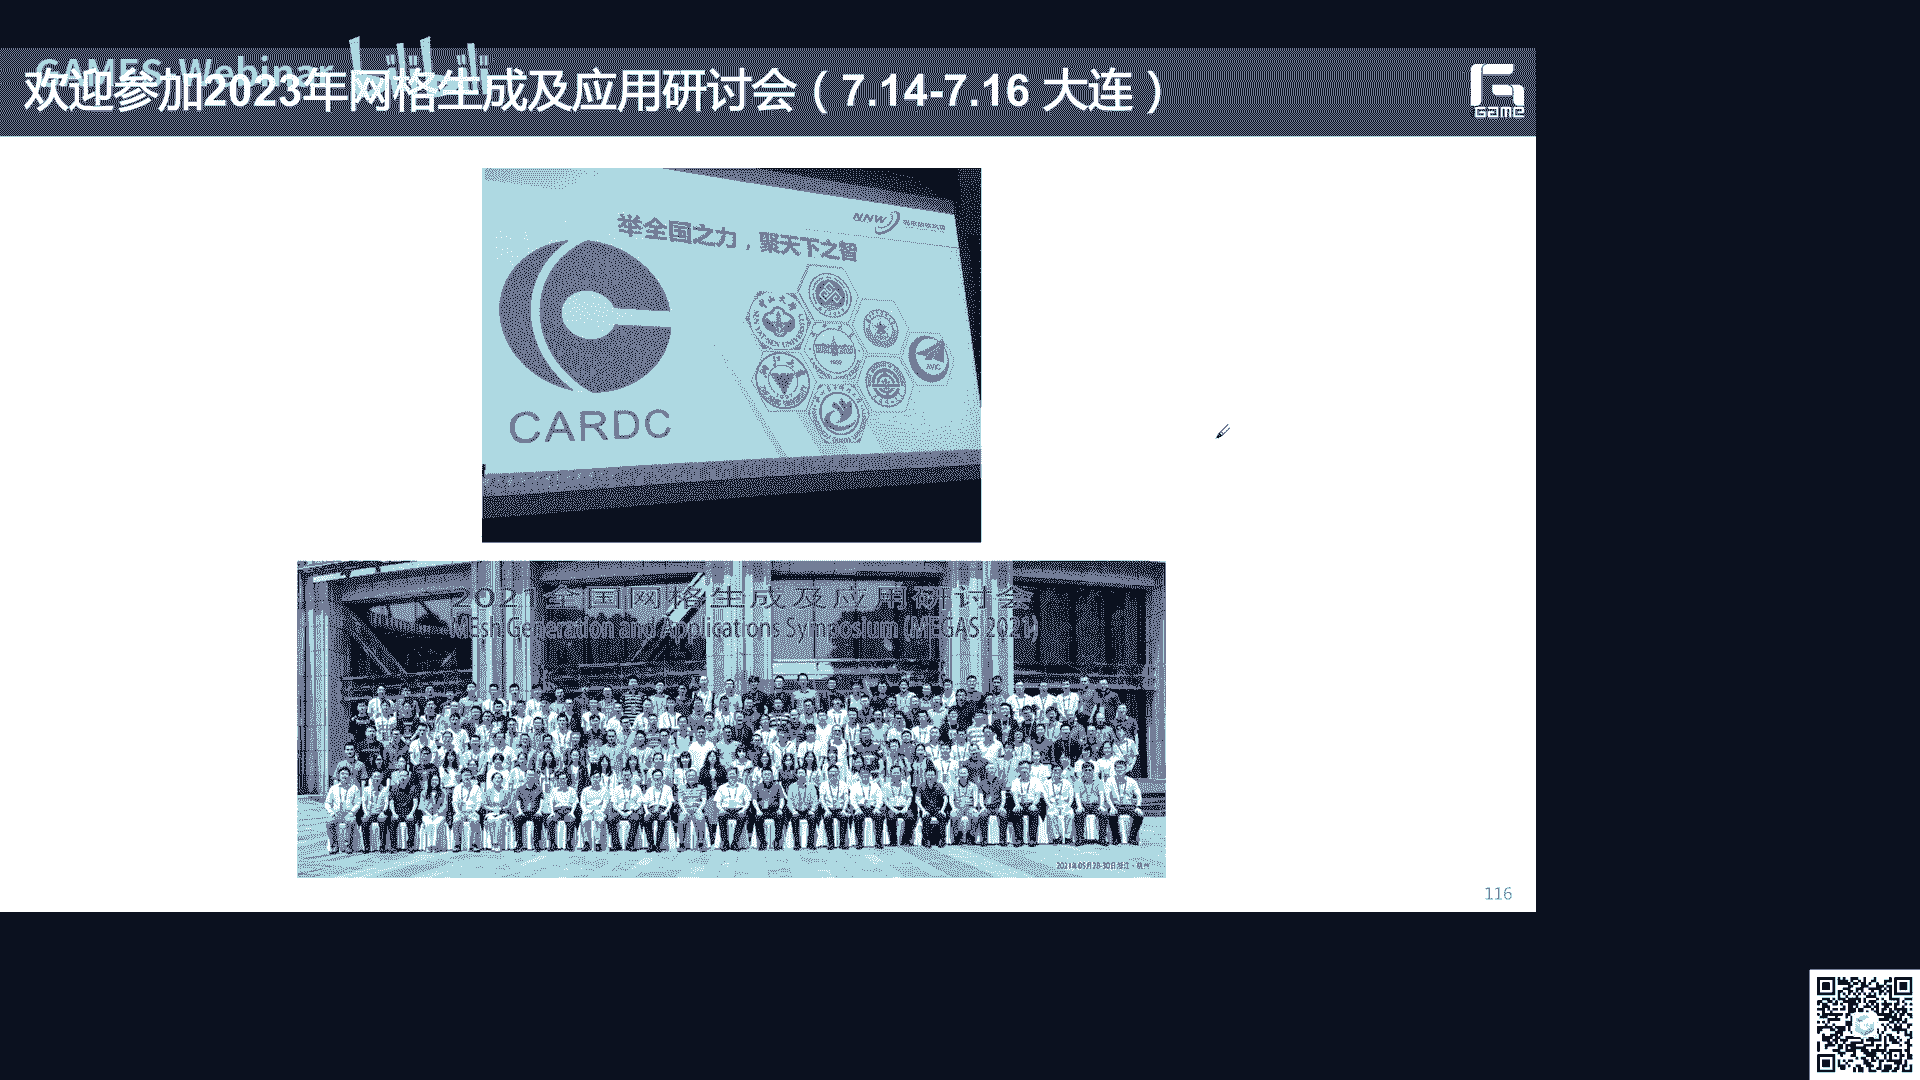 GAMES Webinar bilibili
欢迎参加2023年网格生成及应用研讨会（7.14-7.16 大连）
GAME
举全国之力，聚天下之智
NNW
CARDC
2021全国网格生成及应用研讨会
MEsh Generation and Applications Symposium (MEGAS 2021)
2021年05月28-30日浙江·杭州
116